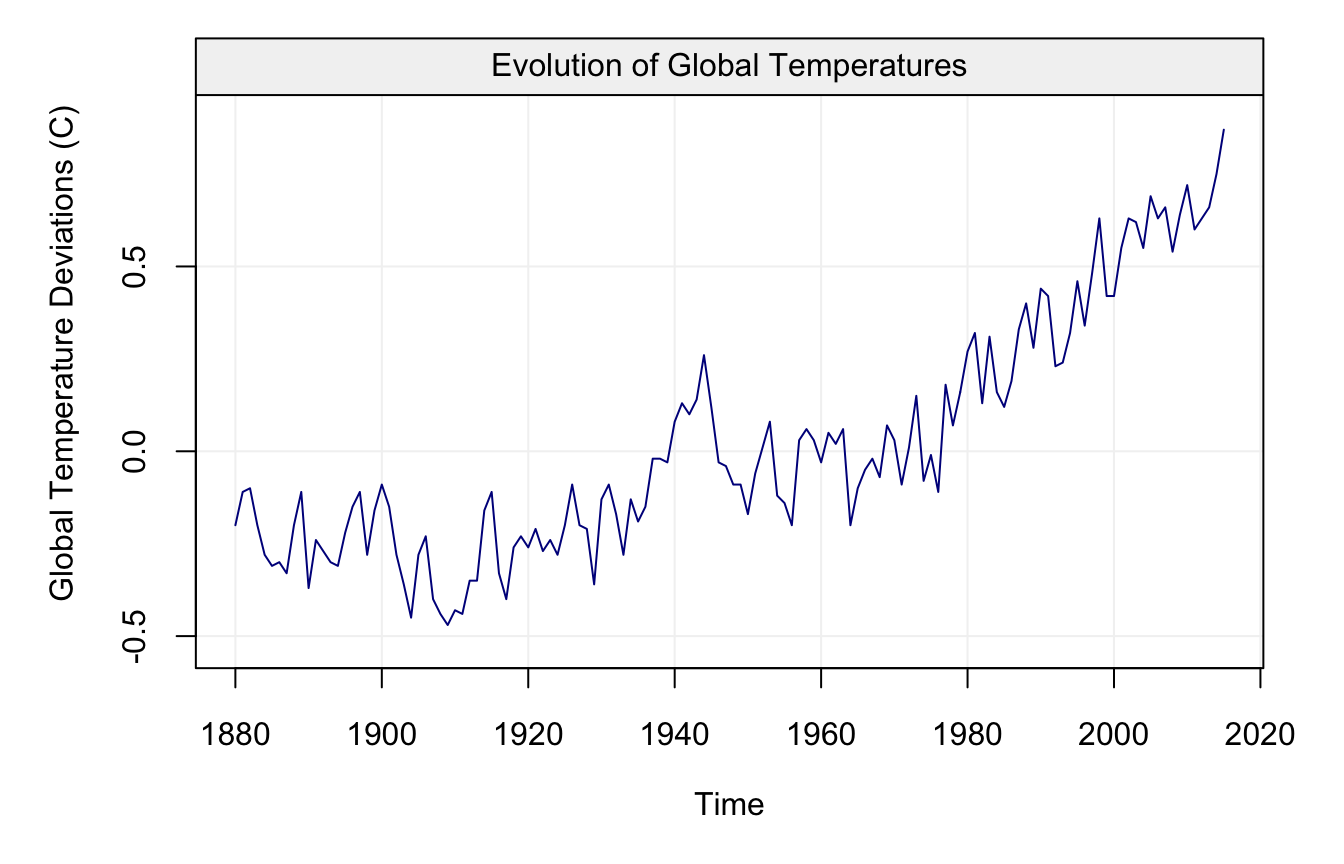 Evolution of Global Temperatures
Global Temperature Deviations (C)
0.5
0.0
-0.5
1880 1900 1920 1940 1960 1980 2000 2020
Time